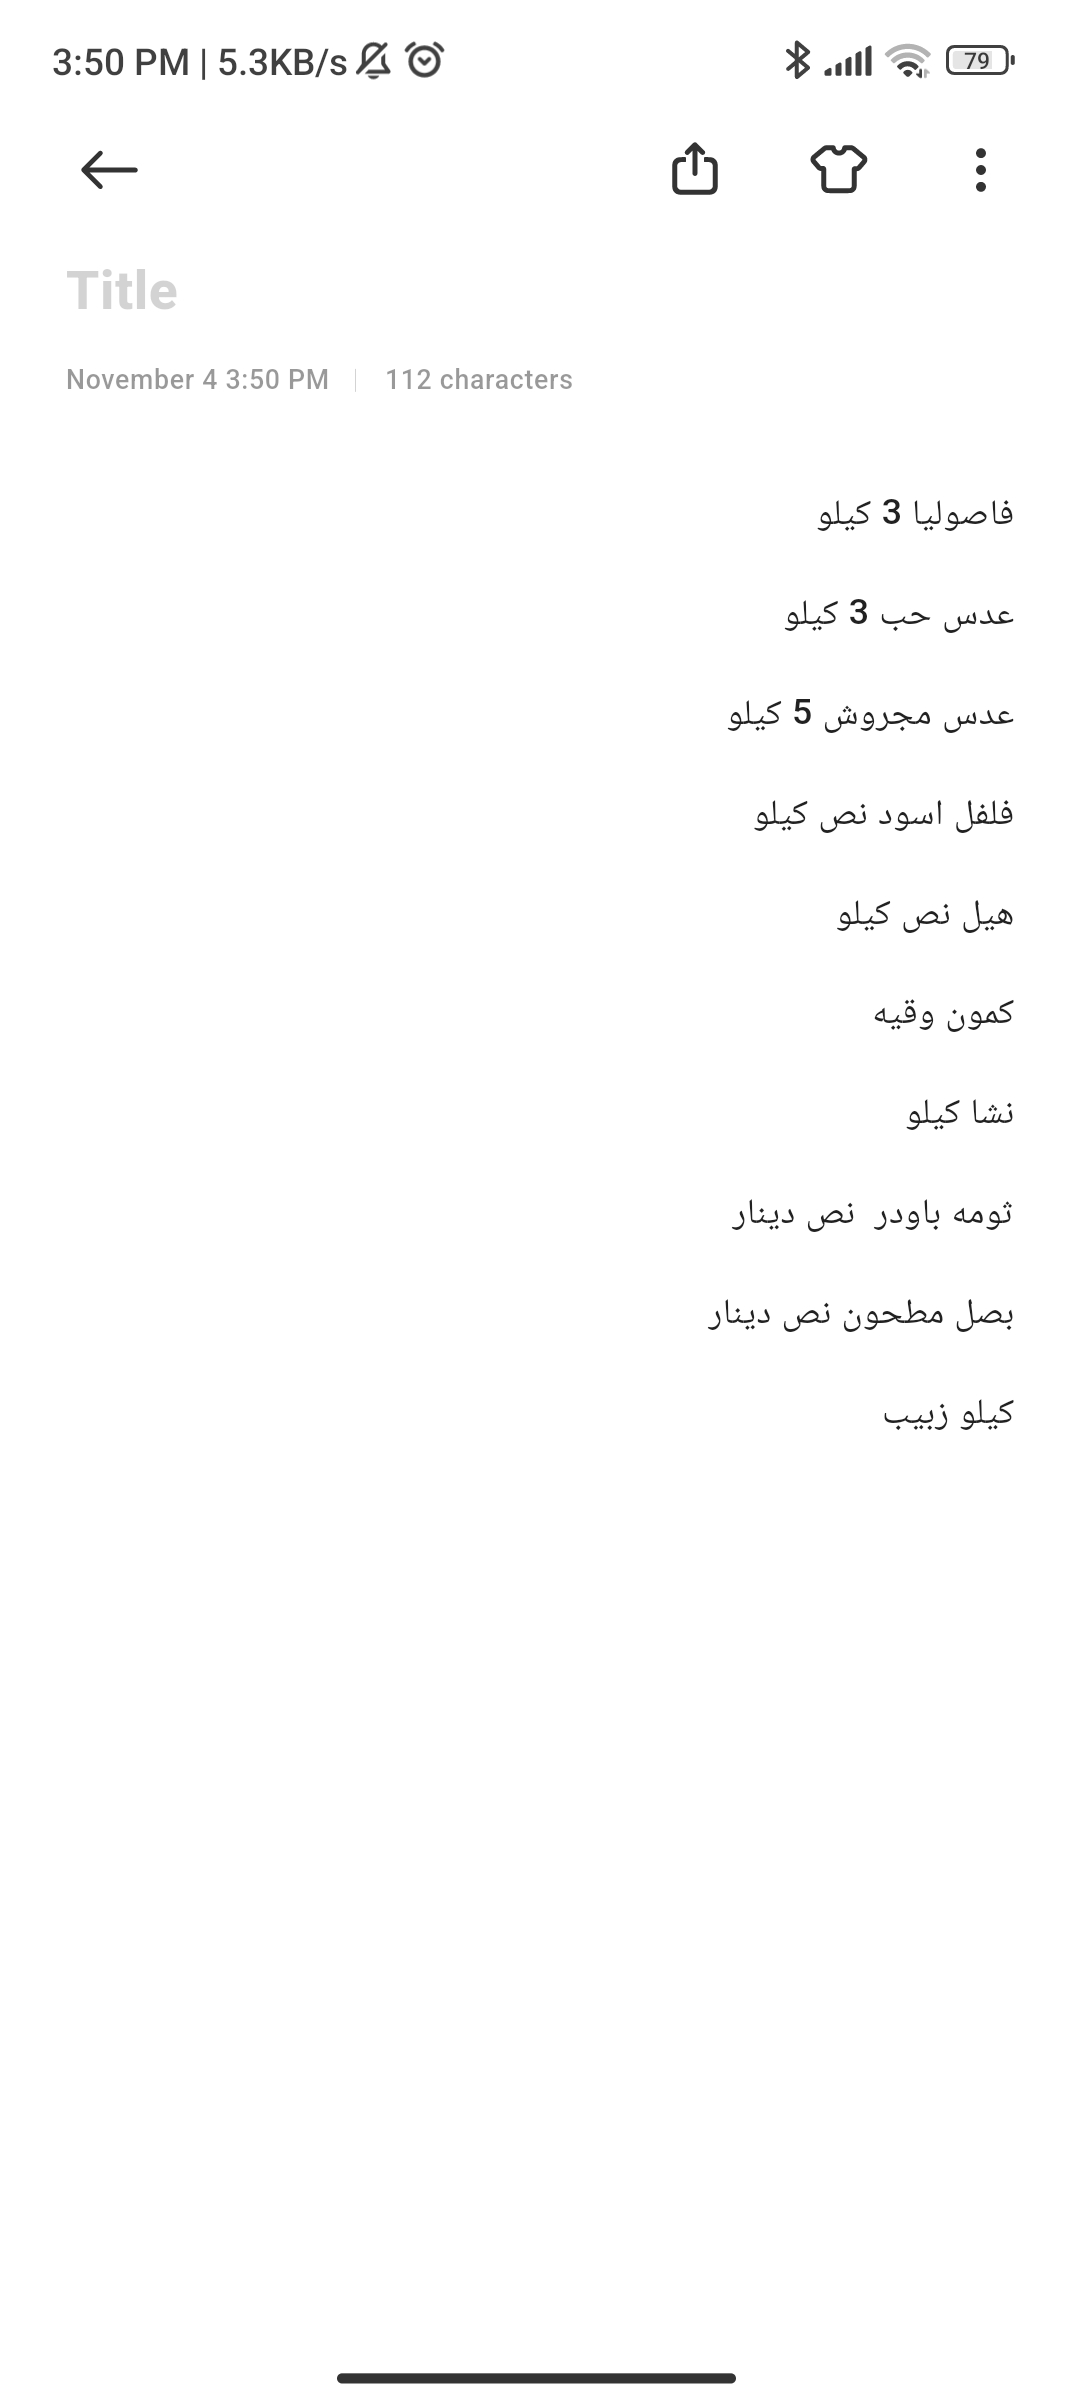 3:50 PM | 5.3KB/s 79
Title
November 4 3:50 PM | 112 characters
فاصوليا 3 كيلو
عدس حب 3 كيلو
عدس مجروش 5 كيلو
فلفل اسود نص كيلو
هيل نص كيلو
كمون وقيه
نشا كيلو
ثومه باودر  نص دينار
بصل مطحون نص دينار
كيلو زبيب